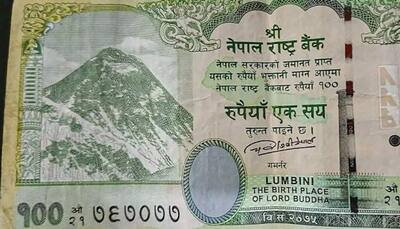 श्री
नेपाल राष्ट्र बैंक
नेपाल सरकारको जमानत प्राप्त
यसको रुपैयाँ भुक्तानी माग्न आएमा
नेपाल राष्ट्र बैंकबाट रुपैयाँ १००
रुपैयाँ एक सय
तुरुन्त पाइने छ।
गभर्नर
LUMBINI
THE BIRTH PLACE
OF LORD BUDDHA
वि सं २०७५
१०० २१ ७६७०७७